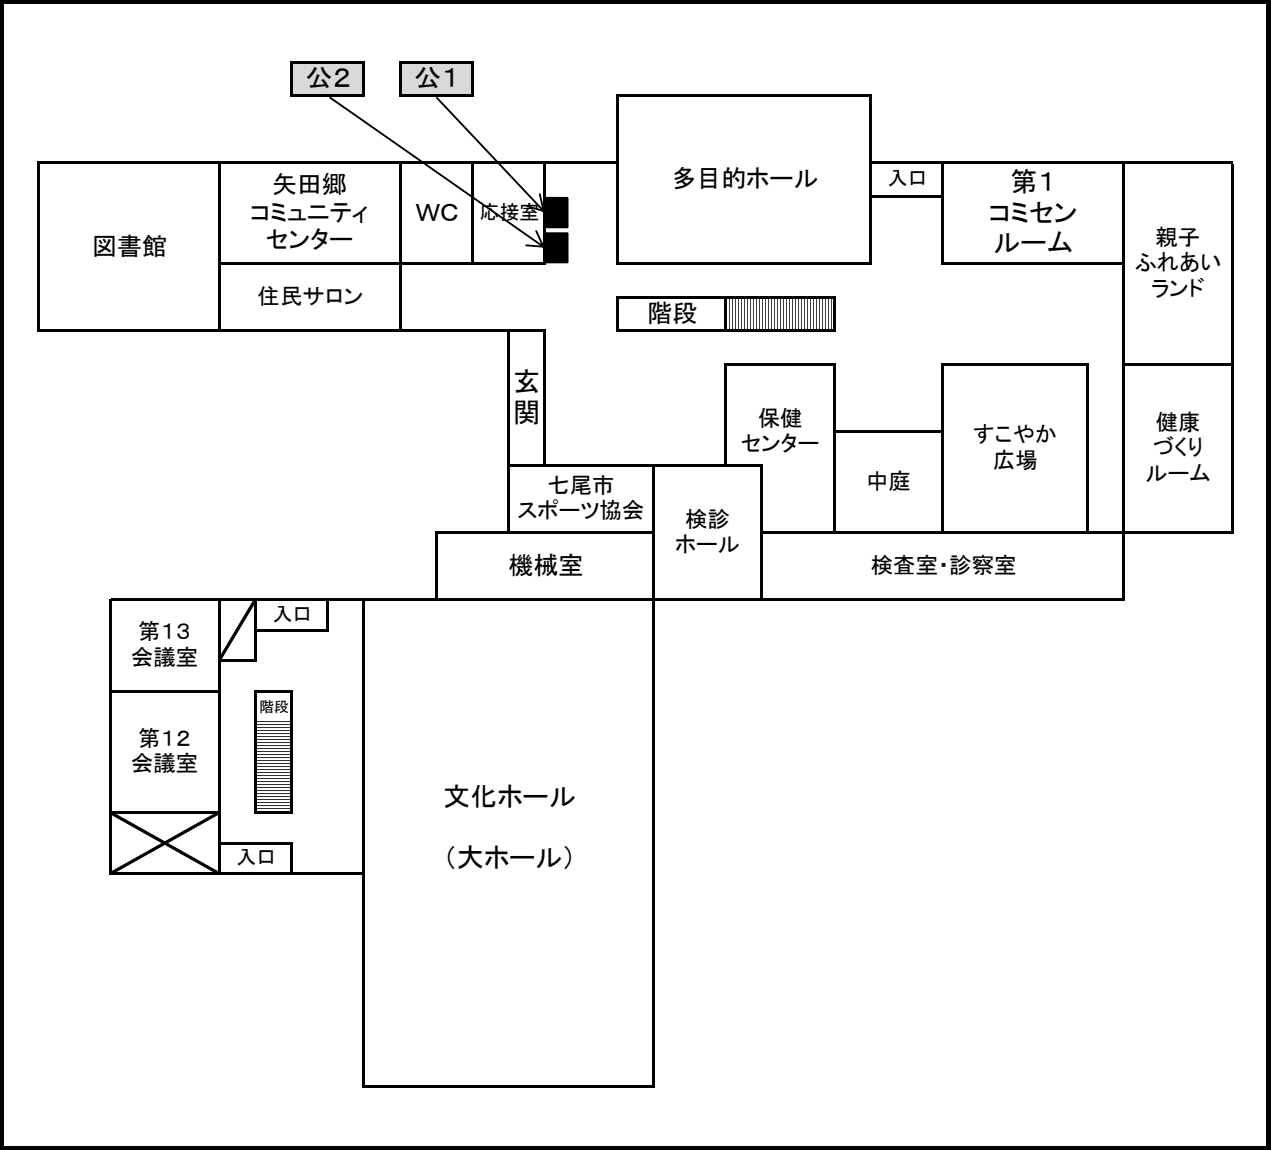 公２
公１
図書館
矢田郷
コミュニティ
センター
住民サロン
WC
応接室
多目的ホール
入口
第１
コミセン
ルーム
親子
ふれあい
ランド
階段
玄
関
保健
センター
中庭
すこやか
広場
健康
づくり
ルーム
七尾市
スポーツ協会
検診
ホール
機械室
検査室・診察室
第１３
会議室
入口
階段
第１２
会議室
入口
文化ホール
（大ホール）